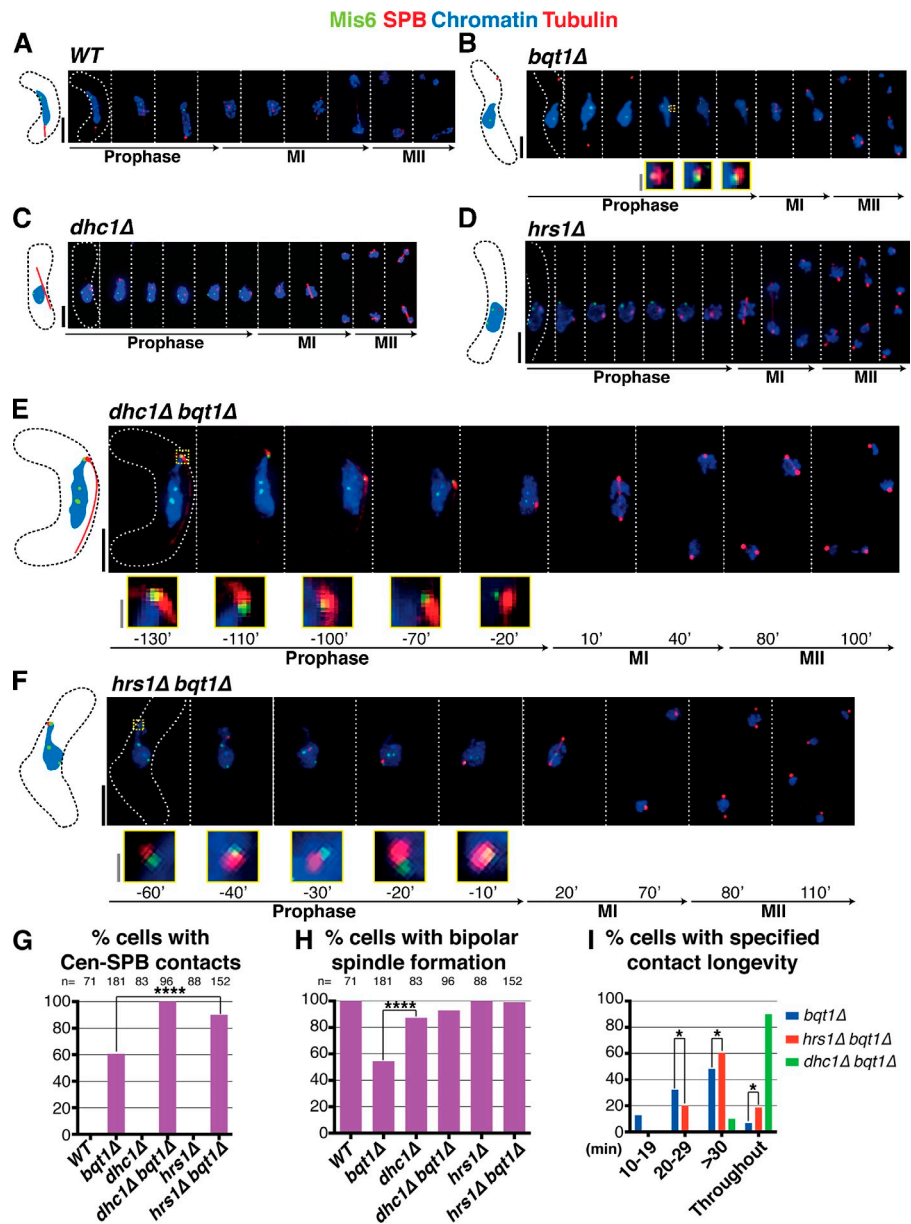 Mis6 SPB Chromatin Tubulin
A
WT
Prophase MI MII
B
bqt1Δ
Prophase MI MII
C
dhc1Δ
Prophase MI MII
D
hrs1Δ
Prophase MI MII
E
dhc1Δ bqt1Δ
-130’ -110’ -100’ -70’ -20’ 10’ 40’ 80’ 100’
Prophase MI MII
F
hrs1Δ bqt1Δ
-60’ -40’ -30’ -20’ -10’ 20’ 70’ 80’ 110’
Prophase MI MII
G
% cells with
Cen-SPB contacts
n= 71 181 83 96 88 152
****
100
80
60
40
20
0
WT
bqt1Δ
dhc1Δ
dhc1Δ bqt1Δ
hrs1Δ
hrs1Δ bqt1Δ
H
% cells with bipolar
spindle formation
n= 71 181 83 96 88 152
****
100
80
60
40
20
0
WT
bqt1Δ
dhc1Δ
dhc1Δ bqt1Δ
hrs1Δ
hrs1Δ bqt1Δ
I
% cells with specified
contact longevity
100
80
60
40
20
0
* * *
(min)
10-19
20-29
>30
Throughout
bqt1Δ
hrs1Δ bqt1Δ
dhc1Δ bqt1Δ